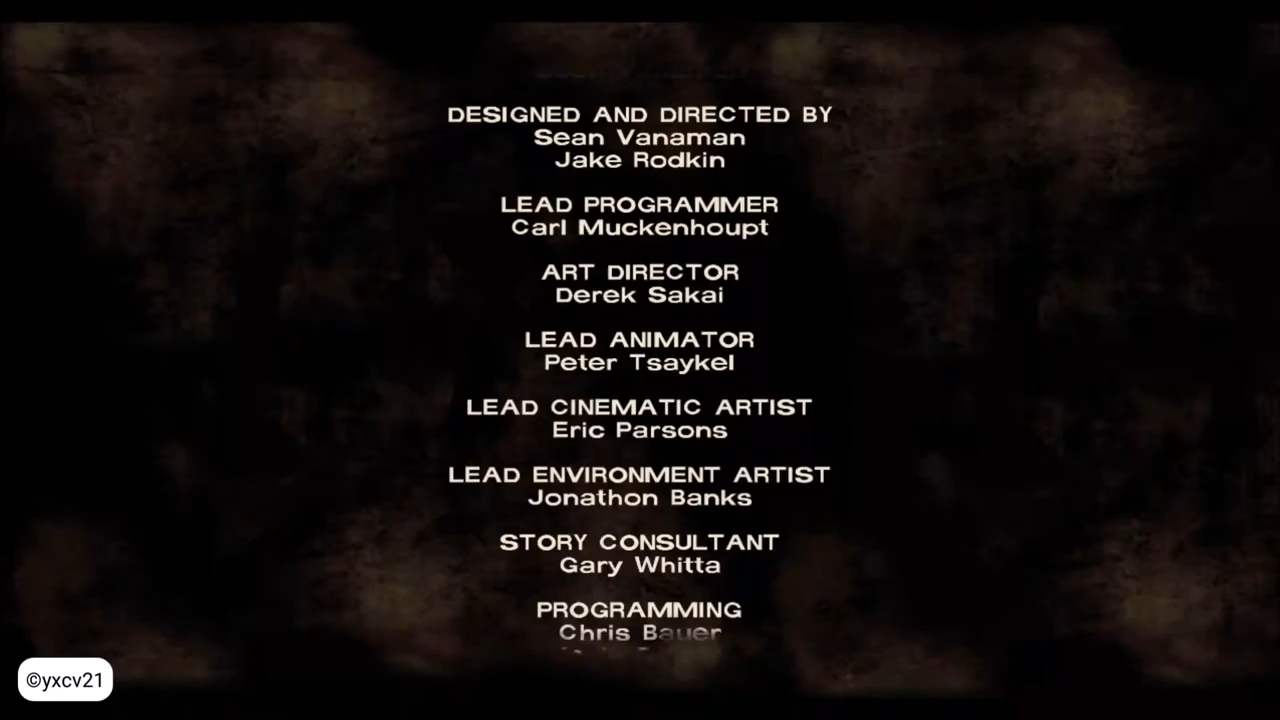 DESIGNED AND DIRECTED BY
Sean Vanaman
Jake Rodkin
LEAD PROGRAMMER
Carl Muckenhoupt
ART DIRECTOR
Derek Sakai
LEAD ANIMATOR
Peter Tsaykel
LEAD CINEMATIC ARTIST
Eric Parsons
LEAD ENVIRONMENT ARTIST
Jonathon Banks
STORY CONSULTANT
Gary Whitta
PROGRAMMING
Chris Bauer
©yxcv21